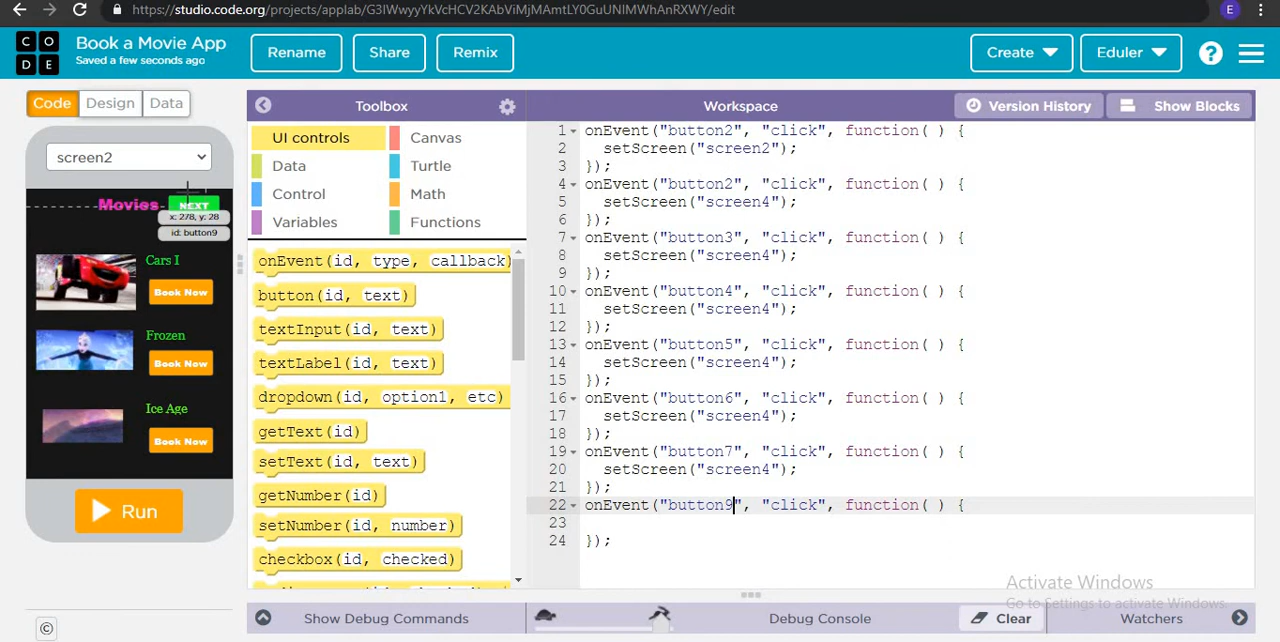 https://studio.code.org/projects/applab/G3IWwyyYkVcHCV2KAbViMjMAmtLY0GuUNIMWhAnRXWY/edit
E
C O
D E
Book a Movie App
Saved a few seconds ago
Rename
Share
Remix
Create
Eduler
?
Code
Design
Data
Toolbox
Workspace
Version History
Show Blocks
screen2
Movies
NEXT
x: 278, y: 28
id: button9
Cars I
Book Now
Frozen
Book Now
Ice Age
Book Now
Run
UI controls
Canvas
Data
Turtle
Control
Math
Variables
Functions
onEvent(id, type, callback)
button(id, text)
textInput(id, text)
textLabel(id, text)
dropdown(id, option1, etc)
getText(id)
setText(id, text)
getNumber(id)
setNumber(id, number)
checkbox(id, checked)
1 onEvent("button2", "click", function( ) {
2 setScreen("screen2");
3 });
4 onEvent("button2", "click", function( ) {
5 setScreen("screen4");
6 });
7 onEvent("button3", "click", function( ) {
8 setScreen("screen4");
9 });
10 onEvent("button4", "click", function( ) {
11 setScreen("screen4");
12 });
13 onEvent("button5", "click", function( ) {
14 setScreen("screen4");
15 });
16 onEvent("button6", "click", function( ) {
17 setScreen("screen4");
18 });
19 onEvent("button7", "click", function( ) {
20 setScreen("screen4");
21 });
22 onEvent("button9", "click", function( ) {
23
24 });
Activate Windows
Go to Settings to activate Windows.
©
Show Debug Commands
Debug Console
Clear
Watchers